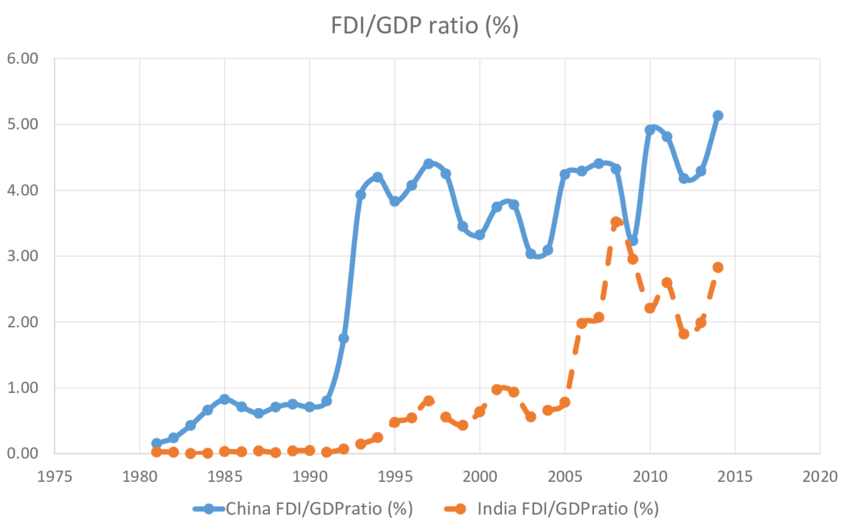 FDI/GDP ratio (%)
6.00
5.00
4.00
3.00
2.00
1.00
0.00
1975 1980 1985 1990 1995 2000 2005 2010 2015 2020
China FDI/GDPratio (%) India FDI/GDPratio (%)